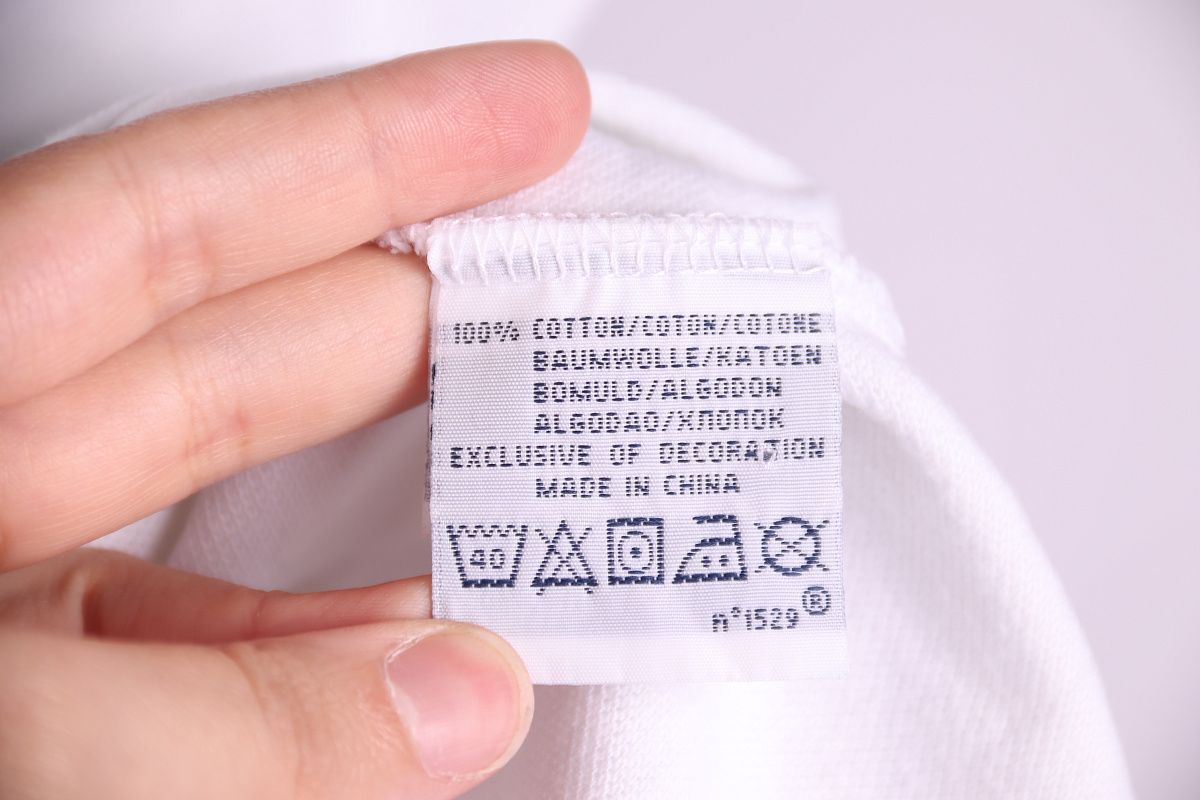 100% COTTON/COTON/COTONE
BAUMWOLLE/KATOEN
BOMULD/ALGODON
ALGODAO/ХЛОПОК
EXCLUSIVE OF DECORATION
MADE IN CHINA
40
n°1529®